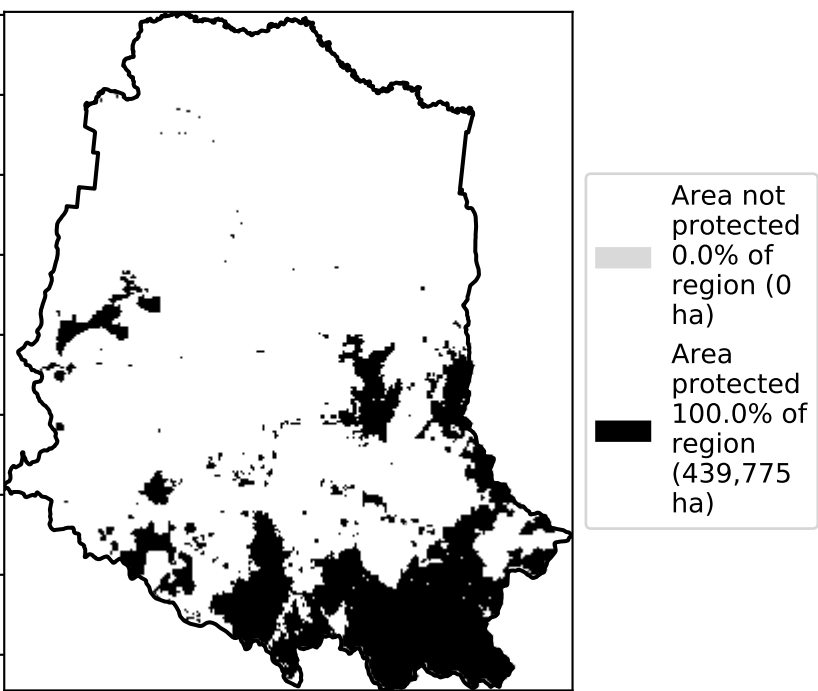 Area not
protected
0.0% of
region (0
ha)
Area
protected
100.0% of
region
(439,775
ha)